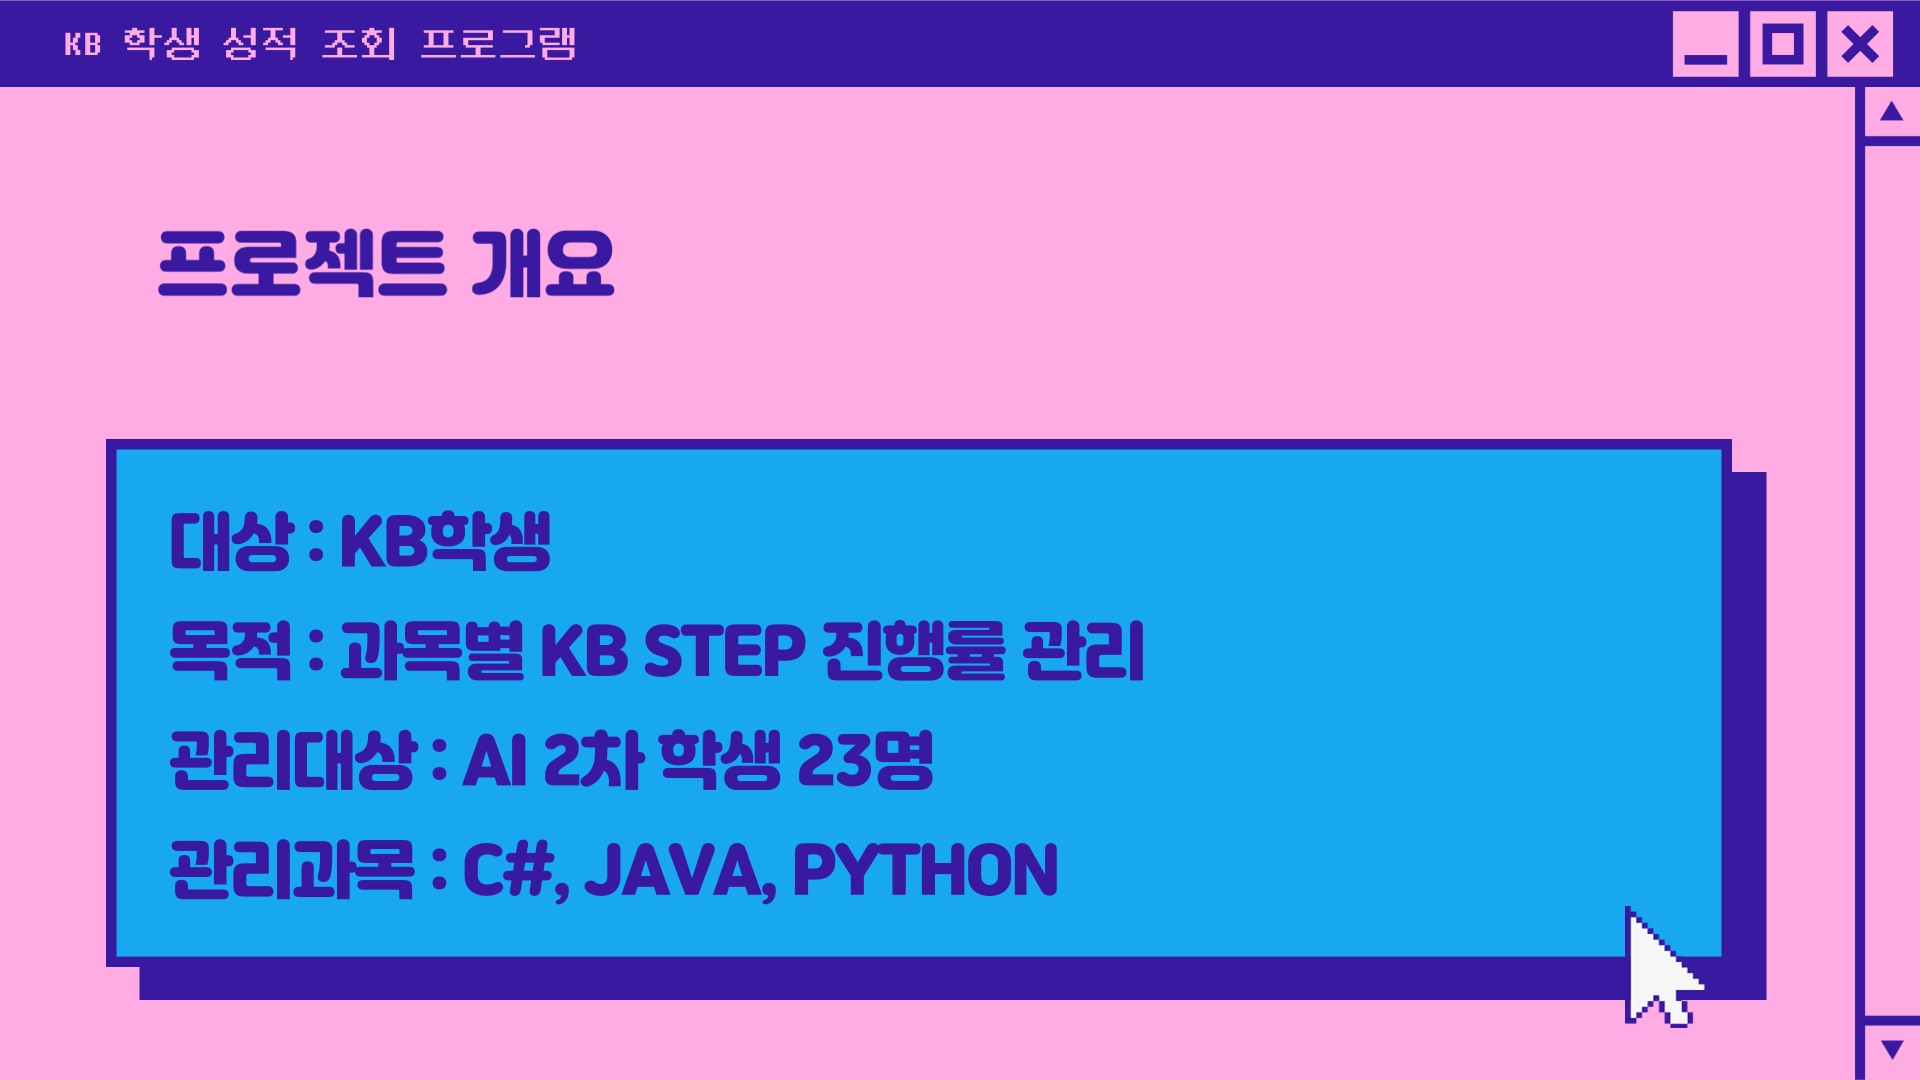 KB 학생 성적 조회 프로그램
프로젝트 개요
대상 : KB학생
목적 : 과목별 KB STEP 진행률 관리
관리대상 : AI 2차 학생 23명
관리과목 : C#, JAVA, PYTHON